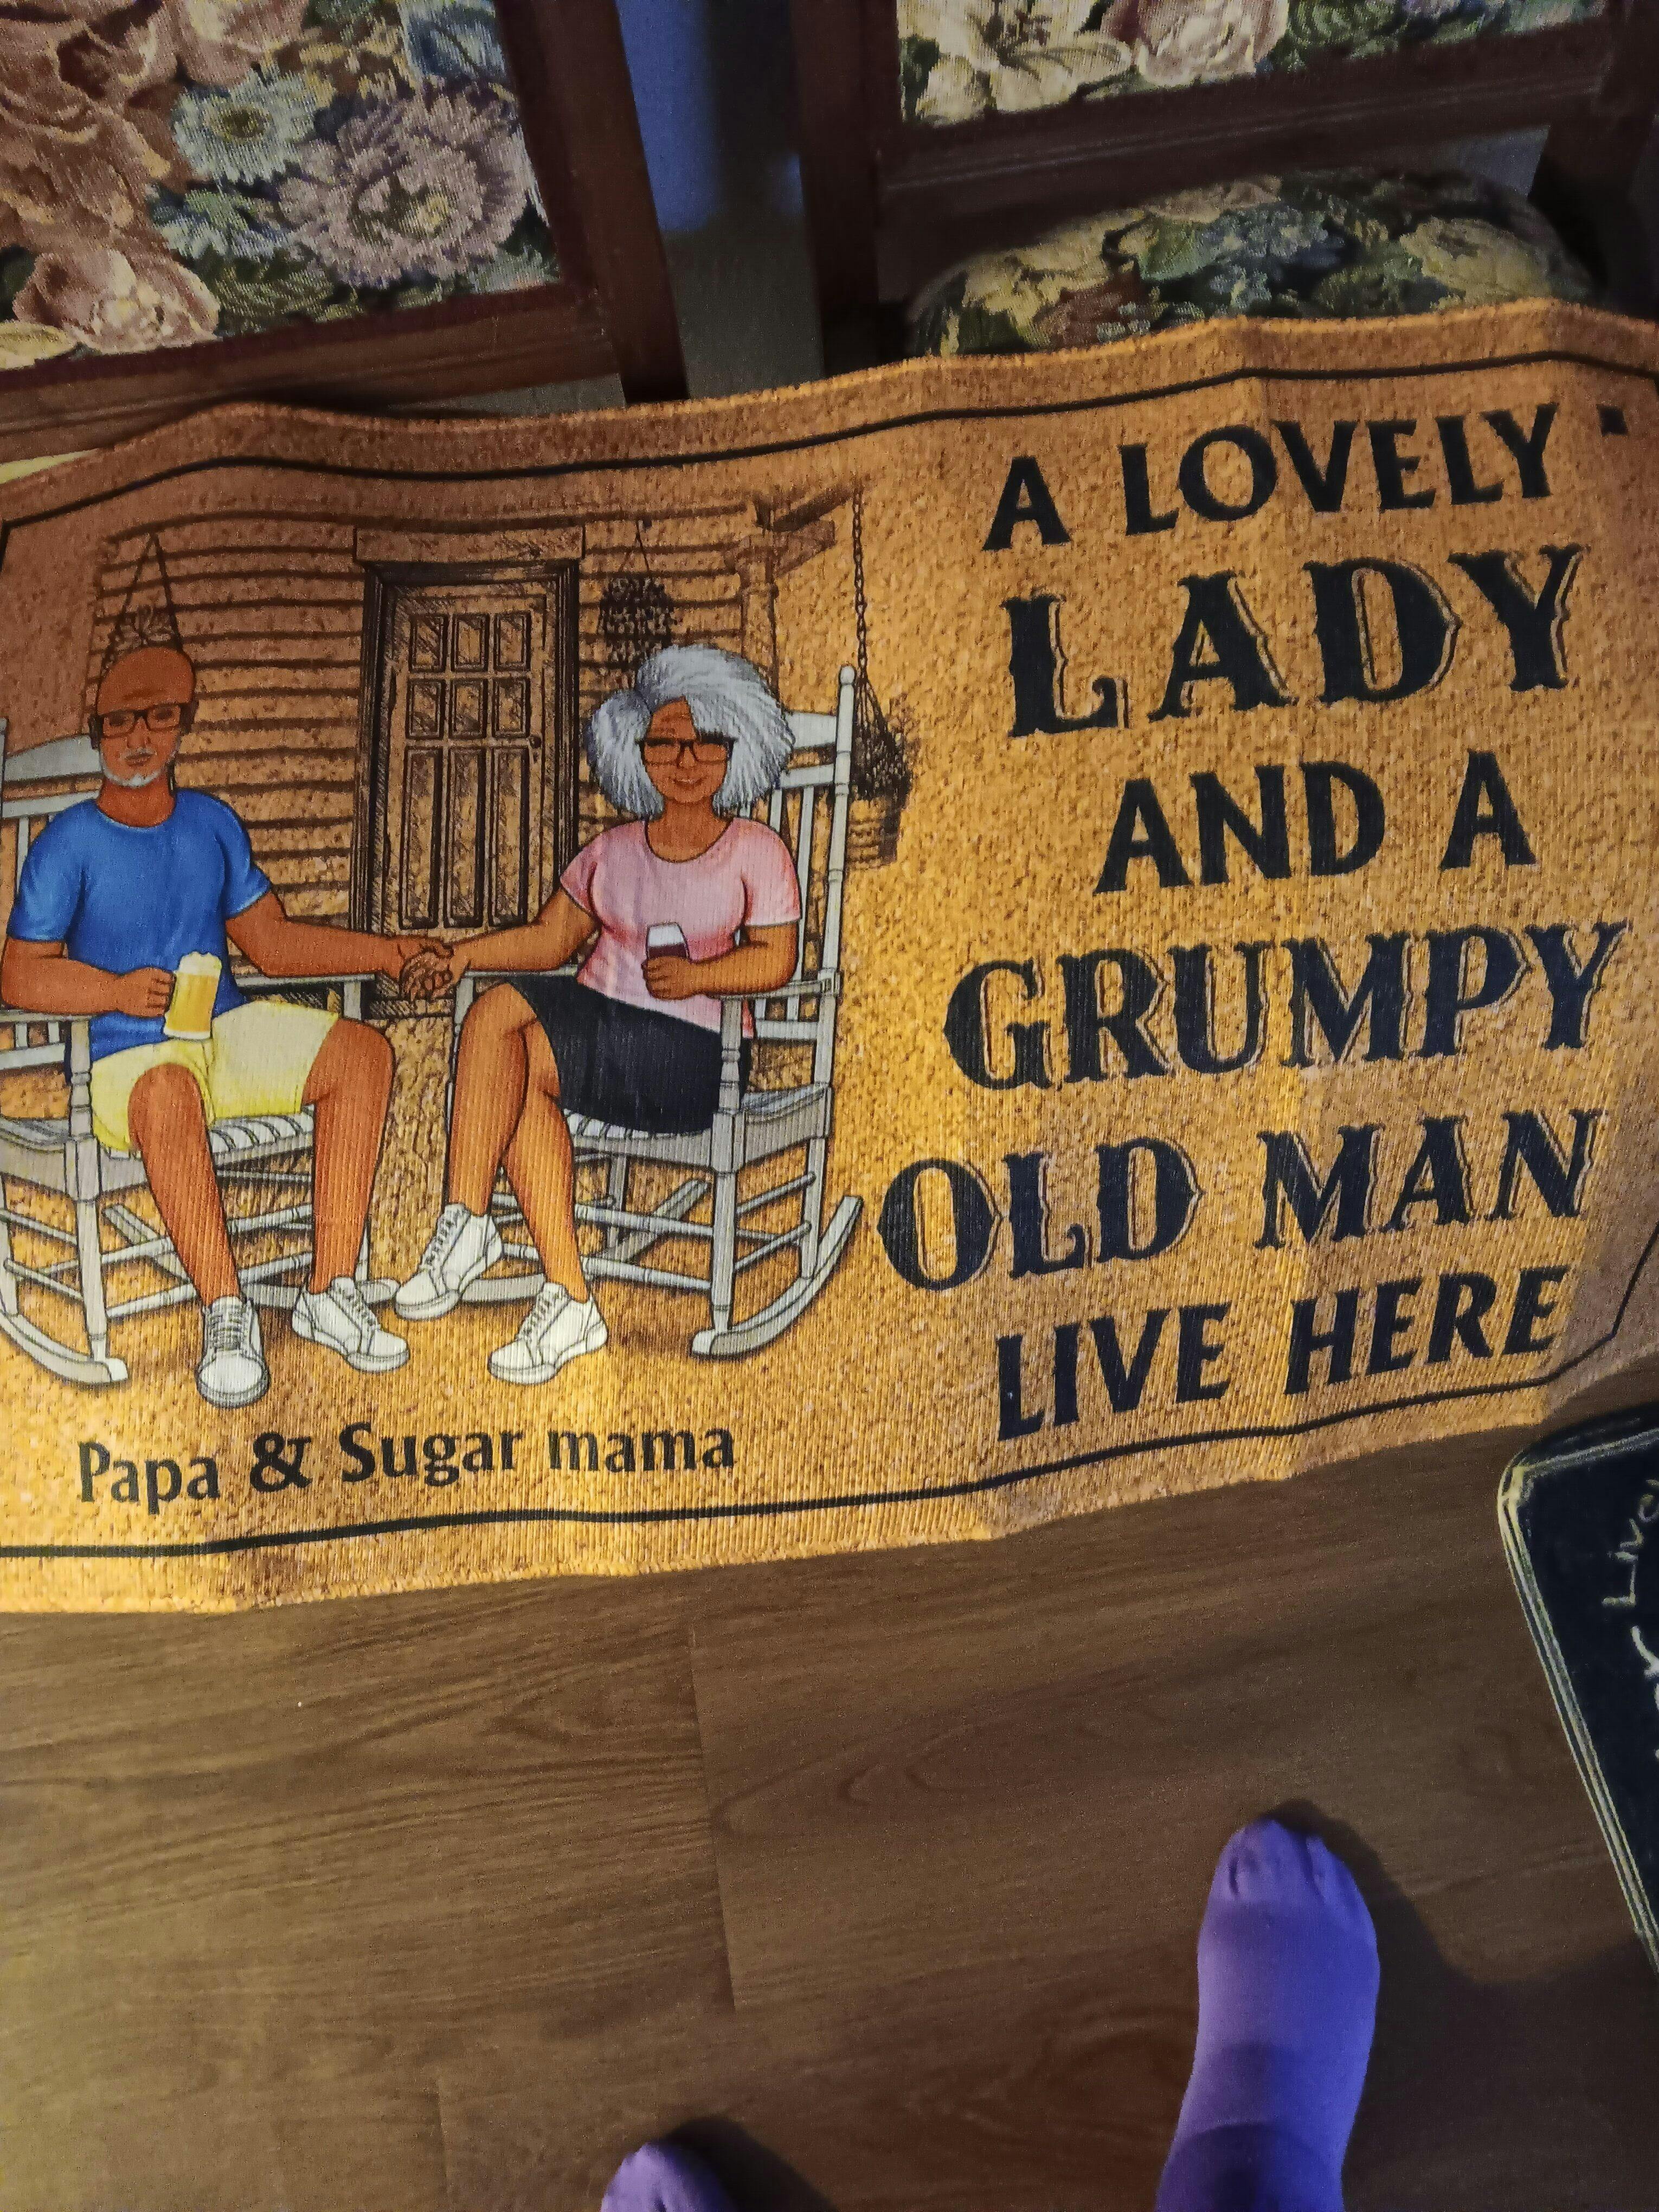 A LOVELY
LADY
AND A
GRUMPY
OLD MAN
LIVE HERE
Papa & Sugar mama